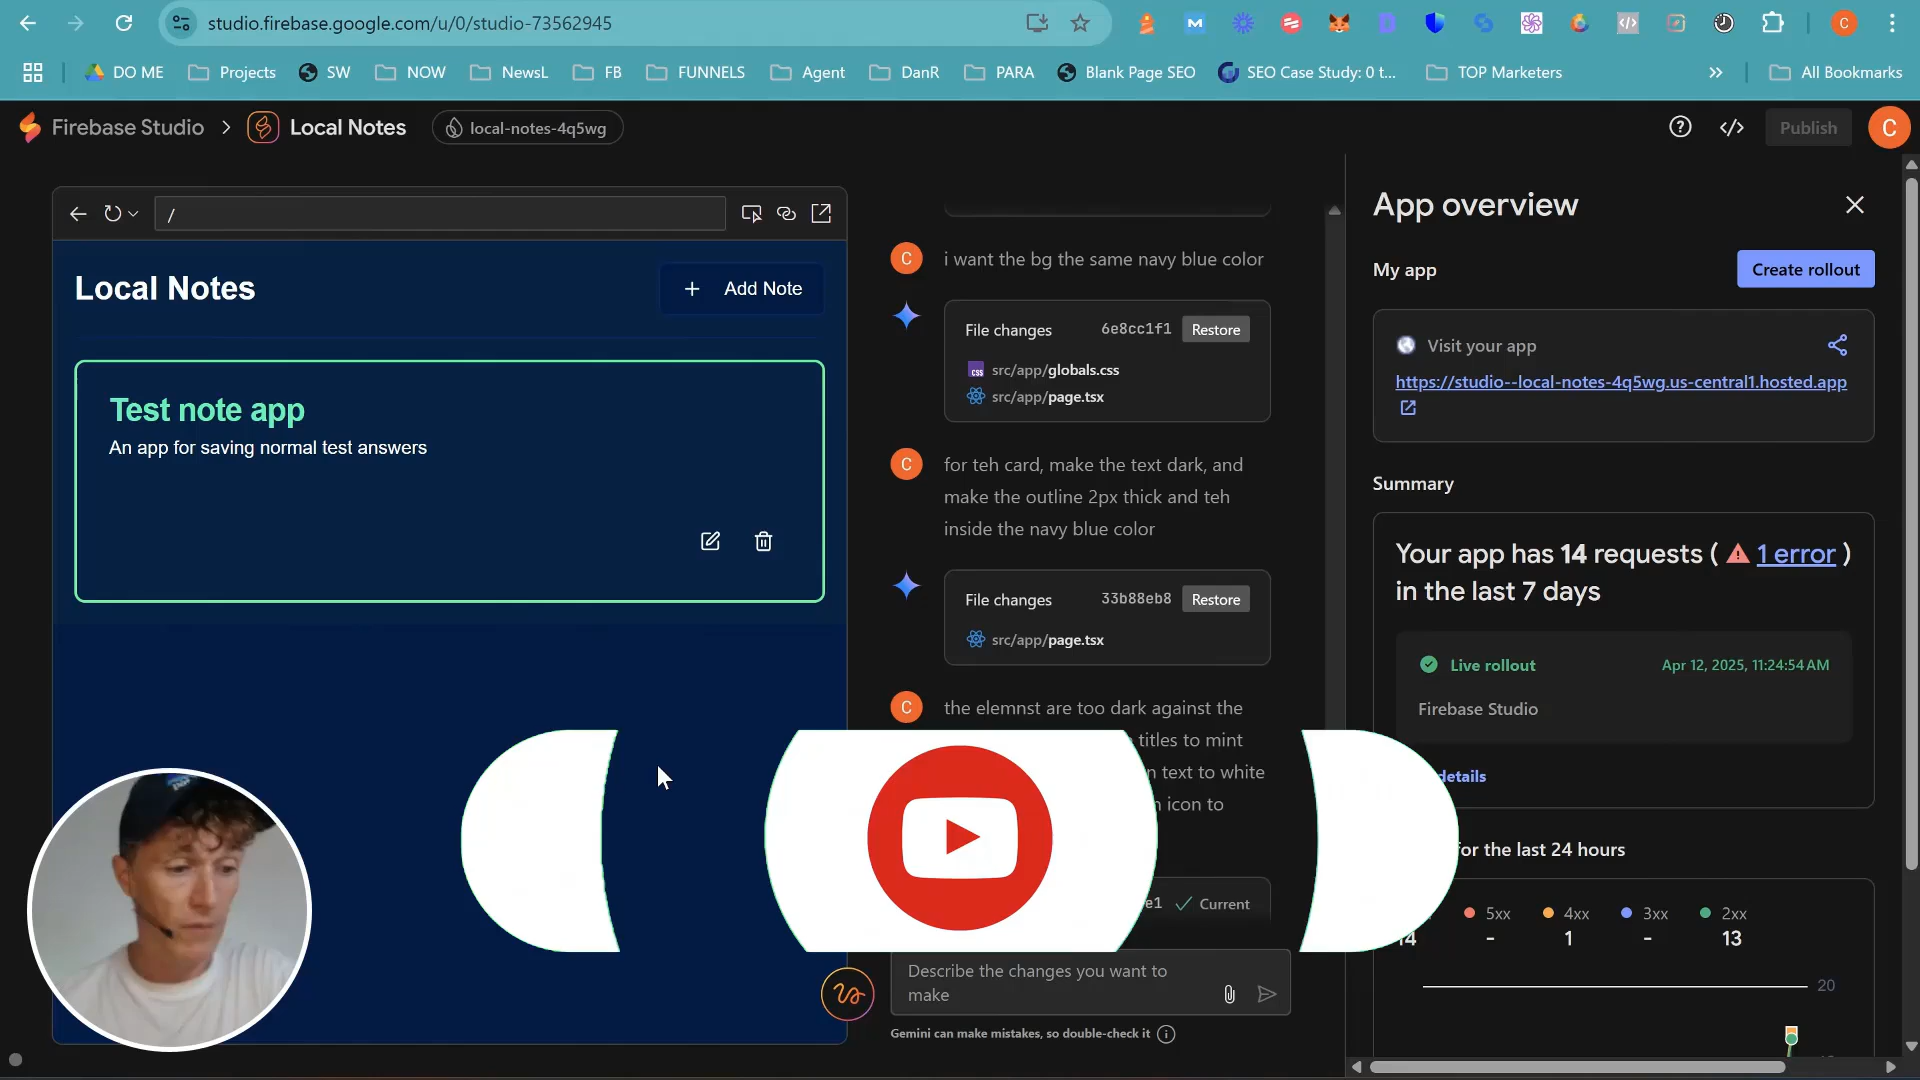 studio.firebase.google.com/u/0/studio-73562945
C
DO ME
Projects
SW
NOW
NewsL
FB
FUNNELS
Agent
DanR
PARA
Blank Page SEO
SEO Case Study: 0 t...
TOP Marketers
All Bookmarks
Firebase Studio
Local Notes
local-notes-4q5wg
Publish
C
/
Local Notes
+ Add Note
Test note app
An app for saving normal test answers
C
i want the bg the same navy blue color
File changes 6e8cc1f1 Restore
src/app/globals.css
src/app/page.tsx
C
for teh card, make the text dark, and
make the outline 2px thick and teh
inside the navy blue color
File changes 33b88eb8 Restore
src/app/page.tsx
C
the elemnst are too dark against the
titles to mint
text to white
icon to
Current
Describe the changes you want to
make
Gemini can make mistakes, so double-check it
App overview
My app
Create rollout
Visit your app
https://studio--local-notes-4q5wg.us-central1.hosted.app
Summary
Your app has 14 requests ( 1 error )
in the last 7 days
Live rollout Apr 12, 2025, 11:24:54 AM
Firebase Studio
details
for the last 24 hours
5xx 4xx 3xx 2xx
14 - 1 - 13
20